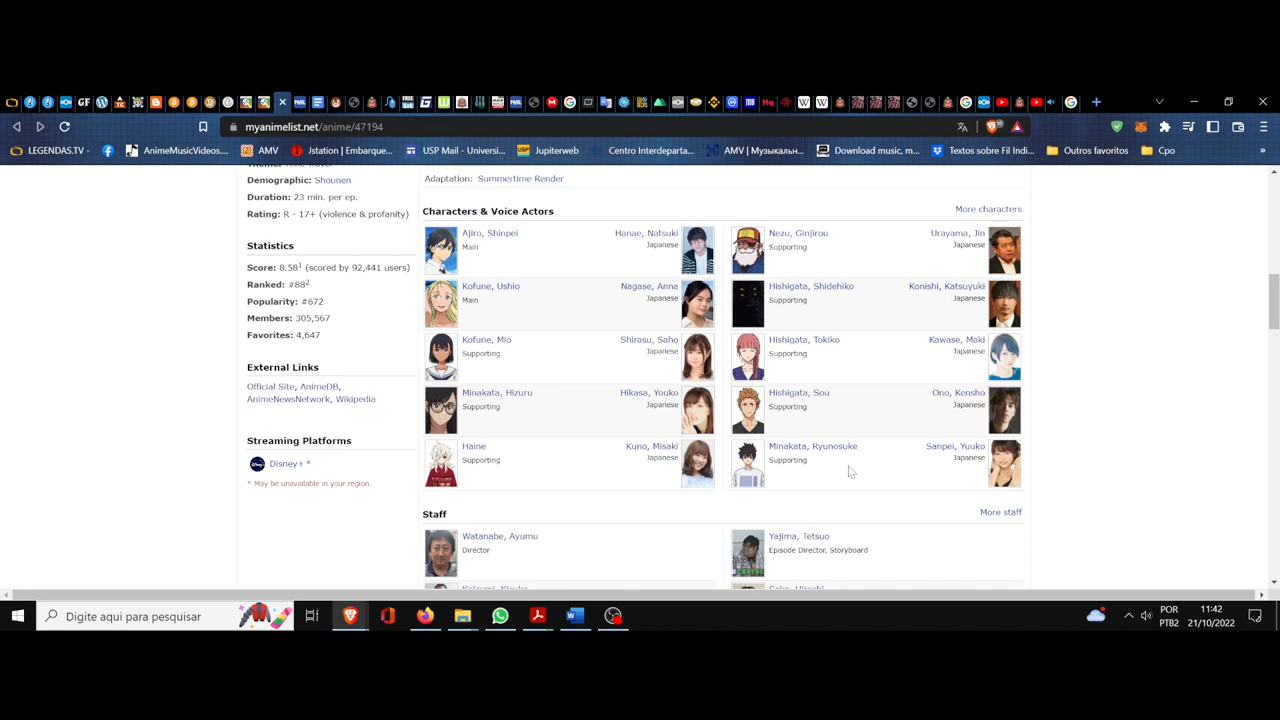 GF
TC
FREE
G
W
Hq
W
W
myanimelist.net/anime/47194
LEGENDAS.TV -
AnimeMusicVideos...
AMV
Jstation | Embarque...
USP Mail - Universi...
Jupiterweb
Centro Interdeparta...
AMV | Музыкальн...
Download music, m...
Textos sobre Fil Indi...
Outros favoritos
Cpo
»
Demographic: Shounen
Duration: 23 min. per ep.
Rating: R - 17+ (violence & profanity)
Statistics
Score: 8.58¹ (scored by 92,441 users)
Ranked: #88²
Popularity: #672
Members: 305,567
Favorites: 4,647
External Links
Official Site, AnimeDB,
AnimeNewsNetwork, Wikipedia
Streaming Platforms
Disney+ *
* May be unavailable in your region.
Adaptation: Summertime Render
Characters & Voice Actors
More characters
Ajiro, Shinpei
Main
Hanae, Natsuki
Japanese
Nezu, Ginjirou
Supporting
Urayama, Jin
Japanese
Kofune, Ushio
Main
Nagase, Anna
Japanese
Hishigata, Shidehiko
Supporting
Konishi, Katsuyuki
Japanese
Kofune, Mio
Supporting
Shirasu, Saho
Japanese
Hishigata, Tokiko
Supporting
Kawase, Maki
Japanese
Minakata, Hizuru
Supporting
Hikasa, Youko
Japanese
Hishigata, Sou
Supporting
Ono, Kensho
Japanese
Haine
Supporting
Kuno, Misaki
Japanese
Minakata, Ryunosuke
Supporting
Sanpei, Yuuko
Japanese
Staff
More staff
Watanabe, Ayumu
Director
Yajima, Tetsuo
Episode Director, Storyboard
Digite aqui para pesquisar
POR
PTB2
11:42
21/10/2022